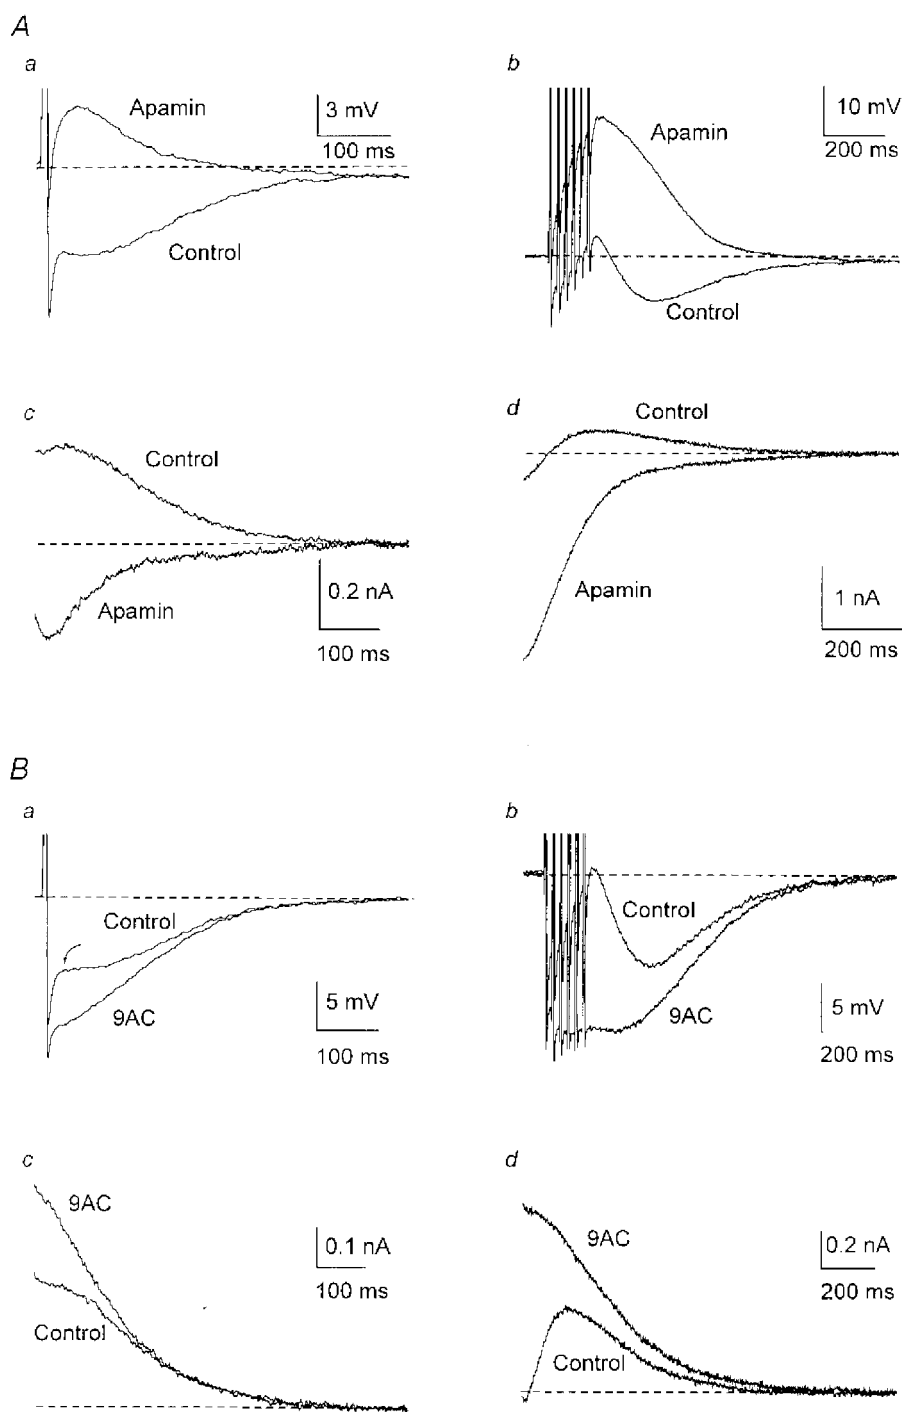 A
a
Apamin
3 mV
100 ms
Control
b
Apamin
10 mV
200 ms
Control
c
Control
Apamin
0.2 nA
100 ms
d
Control
Apamin
1 nA
200 ms
B
a
Control
9AC
5 mV
100 ms
b
Control
9AC
5 mV
200 ms
c
9AC
Control
0.1 nA
100 ms
d
9AC
Control
0.2 nA
200 ms